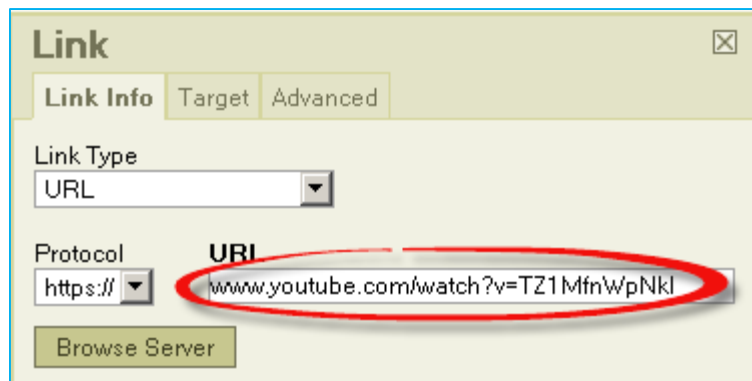 Link
Link Info Target Advanced
Link Type
URL
Protocol URL
https:// www.youtube.com/watch?v=TZ1MfnWpNkI
Browse Server